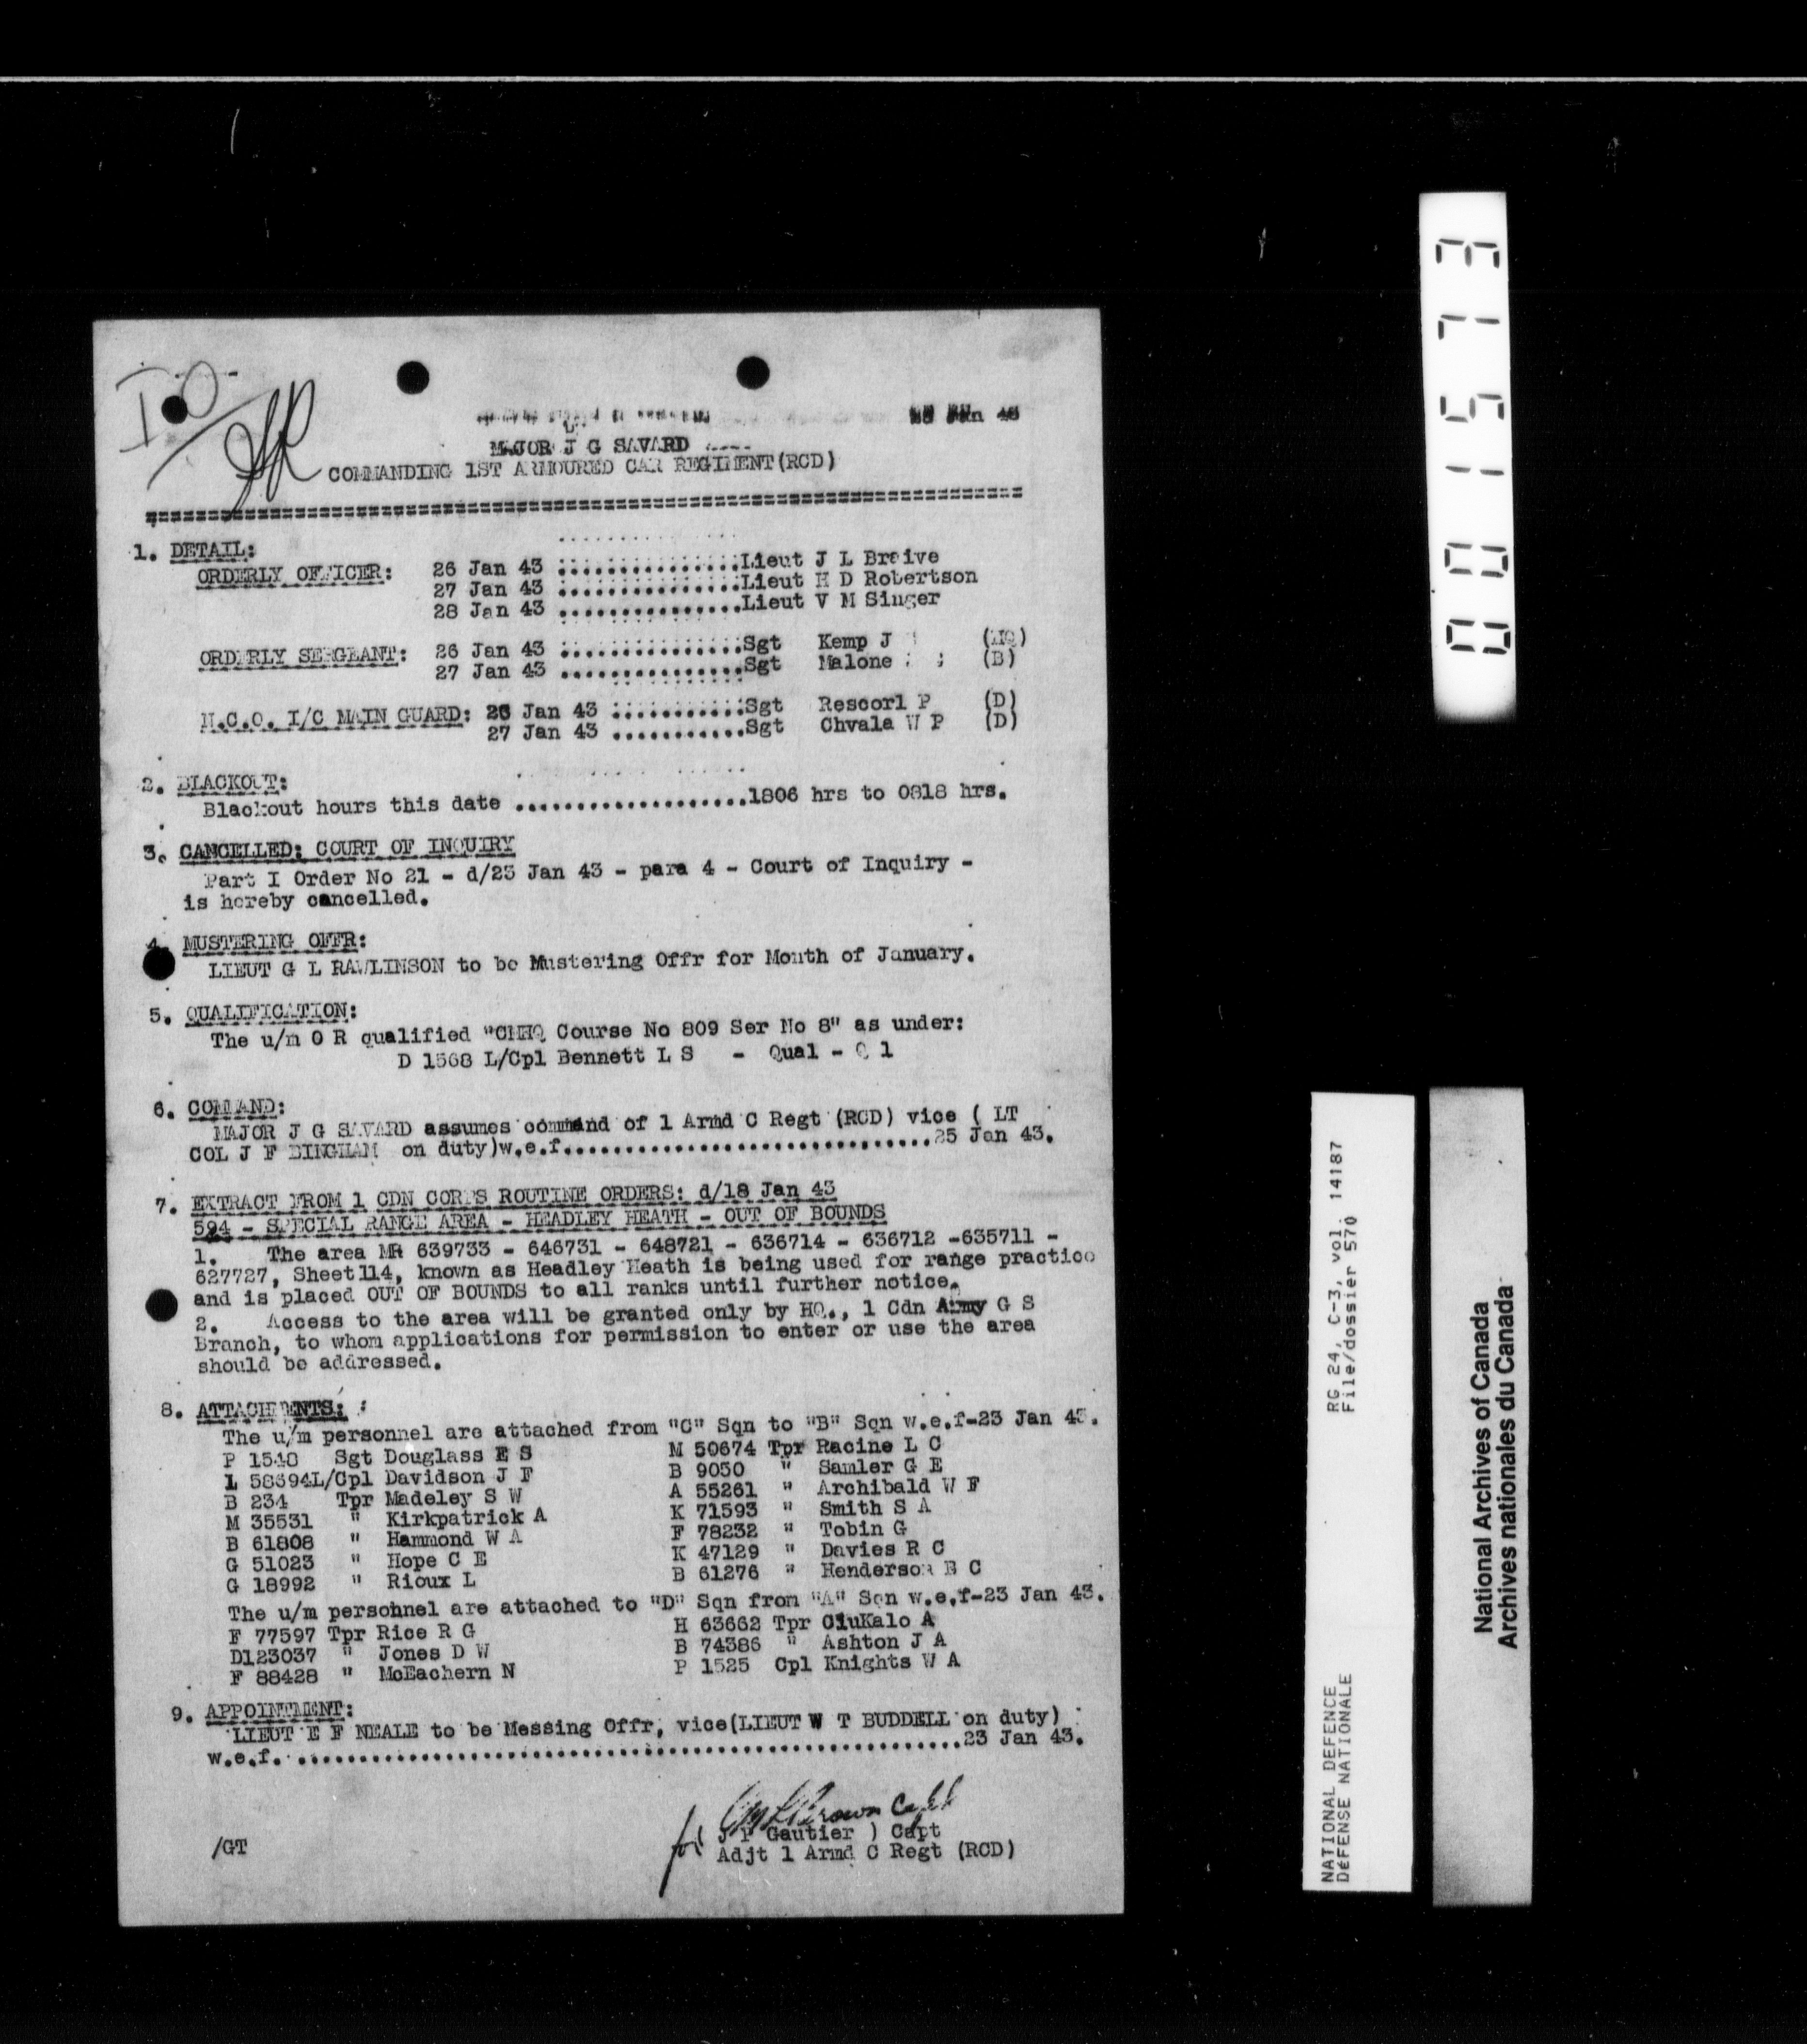 I.O.
Jan 43
MAJOR J G SAVARD
COMMANDING 1ST ARMOURED CAR REGIMENT(RCD)
1. DETAIL:
ORDERLY OFFICER: 26 Jan 43 ...............Lieut J L Breive
27 Jan 43 ...............Lieut H D Robertson
28 Jan 43 ...............Lieut V M Singer
ORDERLY SERGEANT: 26 Jan 43 ...............Sgt Kemp J (HQ)
27 Jan 43 ...............Sgt Malone (B)
N.C.O. I/C MAIN GUARD: 26 Jan 43 ...........Sgt Rescorl P (D)
27 Jan 43 ...........Sgt Chvala W P (D)
2. BLACKOUT:
Blackout hours this date ...................1806 hrs to 0818 hrs.
3. CANCELLED: COURT OF INQUIRY
Part I Order No 21 - d/23 Jan 43 - para 4 - Court of Inquiry -
is hereby cancelled.
4. MUSTERING OFFR:
LIEUT G L RAWLINSON to be Mustering Offr for Month of January.
5. QUALIFICATION:
The u/m O R qualified "CMHQ Course No 809 Ser No 8" as under:
D 1568 L/Cpl Bennett L S - Qual - Q 1
6. COMMAND:
MAJOR J G SAVARD assumes command of 1 Armd C Regt (RCD) vice ( LT
COL J F BINGHAM on duty)w.e.f..............................25 Jan 43.
7. EXTRACT FROM 1 CDN CORPS ROUTINE ORDERS: d/18 Jan 43
594 - SPECIAL RANGE AREA - HEADLEY HEATH - OUT OF BOUNDS
1. The area MR 639733 - 646731 - 648721 - 636714 - 636712 -635711 -
627727, Sheet 114, known as Headley Heath is being used for range practice
and is placed OUT OF BOUNDS to all ranks until further notice.
2. Access to the area will be granted only by HQ., 1 Cdn Army G S
Branch, to whom applications for permission to enter or use the area
should be addressed.
8. ATTACHMENTS:
The u/m personnel are attached from "C" Sqn to "B" Sqn w.e.f-23 Jan 43.
P 1540 Sgt Douglass E S M 50674 Tpr Racine L C
L 58694L/Cpl Davidson J F B 9050 " Samler G E
B 234 Tpr Madeley S W A 55261 " Archibald W F
M 35531 " Kirkpatrick A K 71593 " Smith S A
B 61808 " Hammond W A F 78232 " Tobin G
G 51023 " Hope C E K 47129 " Davies R C
G 18992 " Rioux L B 61276 " Henderson B C
The u/m personnel are attached to "D" Sqn from "A" Sqn w.e.f-23 Jan 43.
F 77597 Tpr Rice R G H 63662 Tpr CiuKalo A
D123037 " Jones D W B 74386 " Ashton J A
F 88428 " McEachern N P 1525 Cpl Knights W A
9. APPOINTMENT:
LIEUT E F NEALE to be Messing Offr, vice(LIEUT W T BUDDELL on duty)
w.e.f. ......................................................23 Jan 43.
Brown Capt
for J P Gautier ) Capt
/GT Adjt 1 Armd C Regt (RCD)
001573
NATIONAL DEFENCE RG 24, C-3, vol. 14187
DÉFENSE NATIONALE File/dossier 570
National Archives of Canada
Archives nationales du Canada